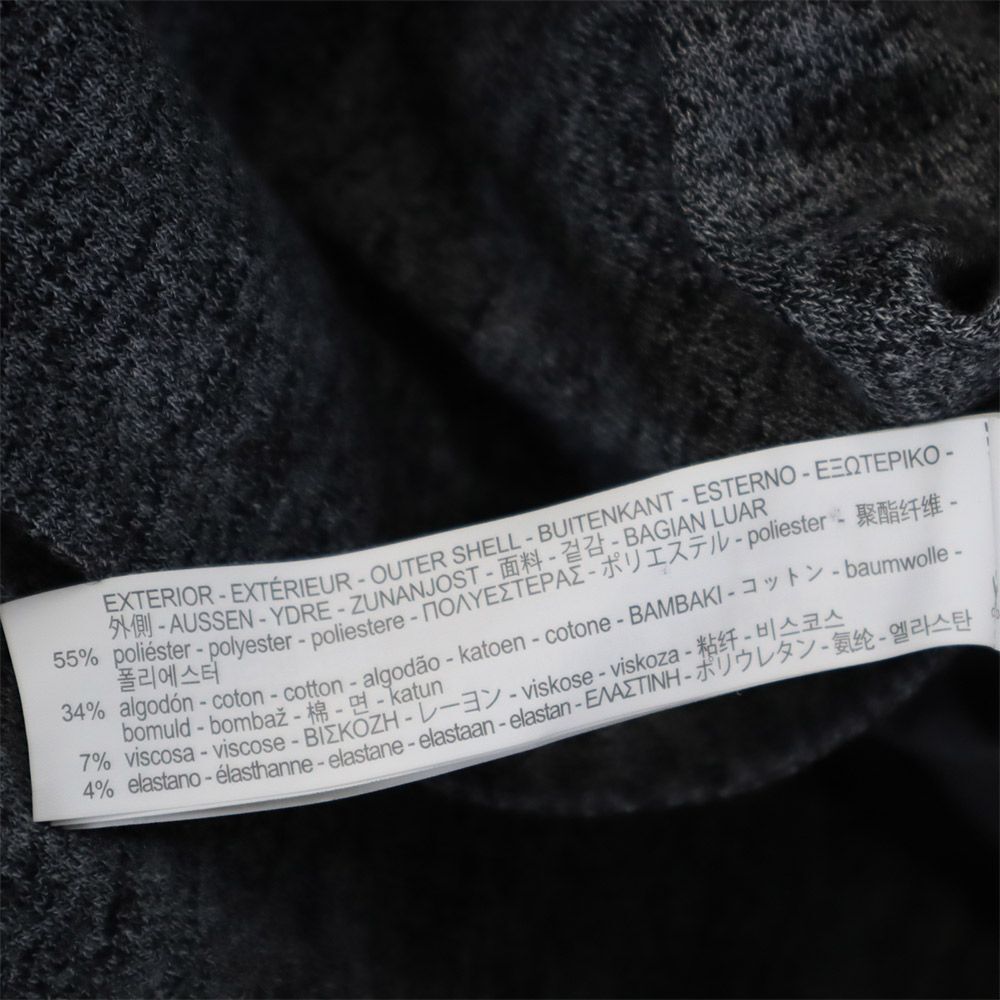 EXTERIOR - EXTÉRIEUR - OUTER SHELL - BUITENKANT - ESTERNO - ΕΞΩΤΕΡΙΚΟ -
外側 - AUSSEN - YDRE - ZUNANJOST - 面料 - 겉감 - BAGIAN LUAR
55% poliéster - polyester - poliestere - ΠΟΛΥΕΣΤΕΡΑΣ - ポリエステル - poliester - 聚酯纤维 -
폴리에스터
34% algodón - coton - cotton - algodão - katoen - cotone - BAMBAKI - コットン - baumwolle -
bomuld - bombaž - 棉 - 면 - katun
7% viscosa - viscose - ΒΙΣΚΟΖΗ - レーヨン - viskose - viskoza - 粘纤 - 비스코스
4% elastano - élasthanne - elastane - elastaan - elastan - ΕΛΑΣΤΙΝΗ - ポリウレタン - 氨纶 - 엘라스탄